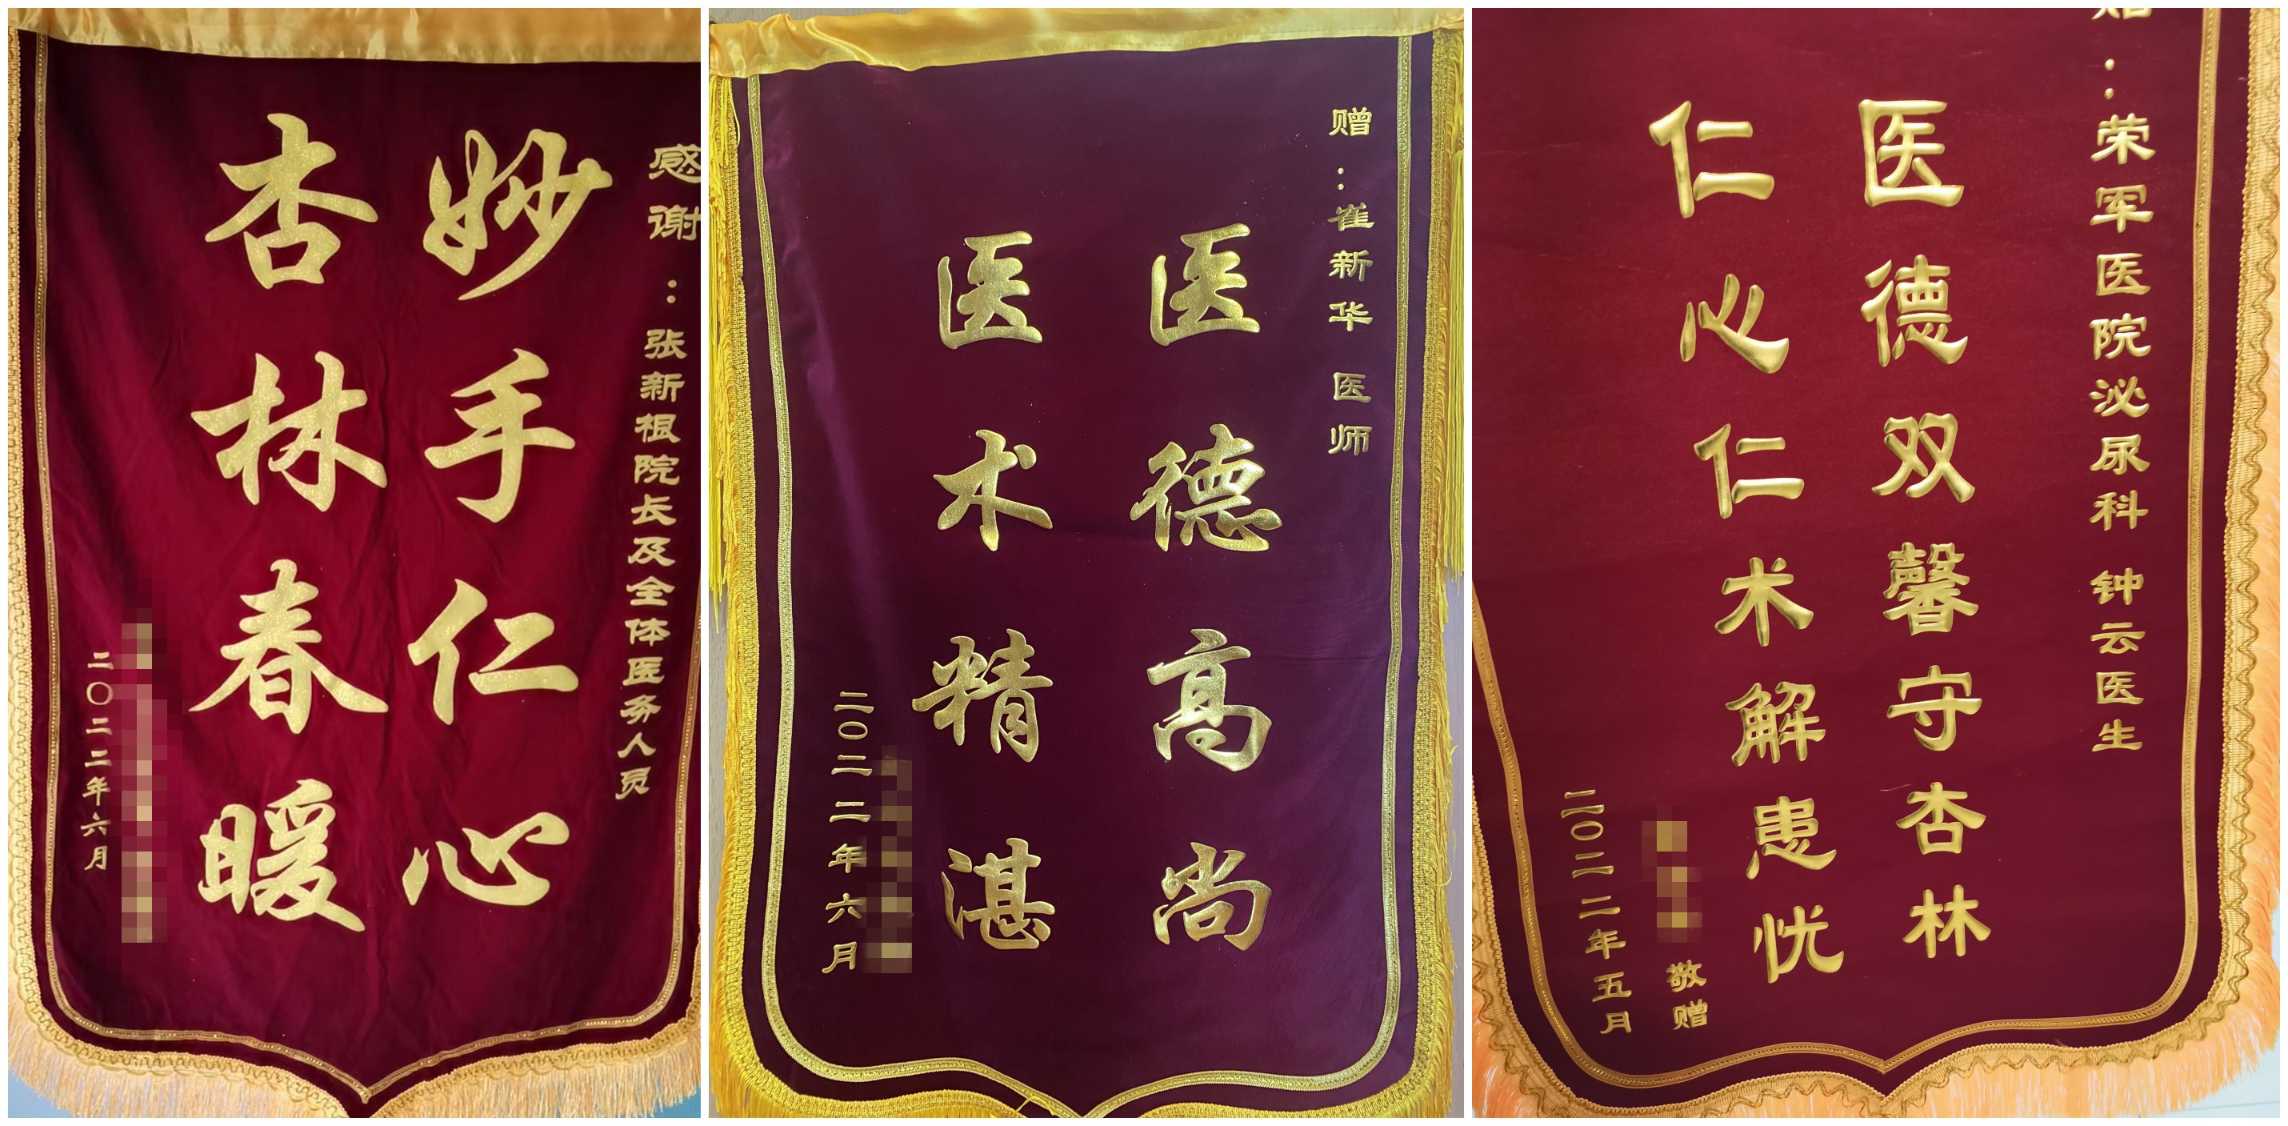 感谢：张新根院长及全体医务人员
妙手仁心
杏林春暖
二〇二二年六月
赠：崔新华 医师
医德高尚
医术精湛
二〇二二年六月
赠：荣军医院泌尿科 钟云医生
医德双馨守杏林
仁心仁术解患忧
敬赠
二〇二二年五月